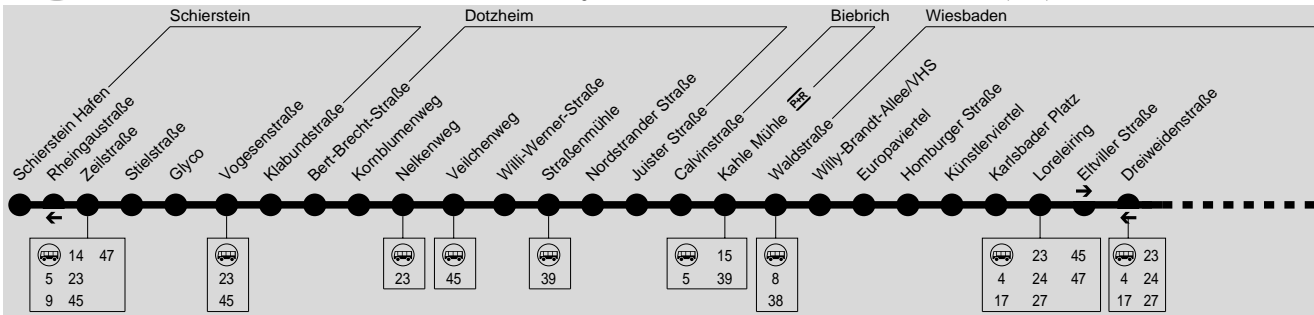 Schierstein
Dotzheim
Biebrich
Wiesbaden
Schierstein Hafen
Rheingaustraße
Zeilstraße
Stielstraße
Glyco
Vogesenstraße
Klabundstraße
Bert-Brecht-Straße
Kornblumenweg
Nelkenweg
Veilchenweg
Willi-Werner-Straße
Straßenmühle
Nordstrander Straße
Juister Straße
Calvinstraße
Kahle Mühle P+R
Waldstraße
Willy-Brandt-Allee/VHS
Europaviertel
Homburger Straße
Künstlerviertel
Karlsbader Platz
Loreleiring
Eltviller Straße
Dreiweidenstraße
14 47
5 23
9 45
23
45
23
45
39
15
5 39
8
38
23 45
4 24 47
17 27
23
4 24
17 27